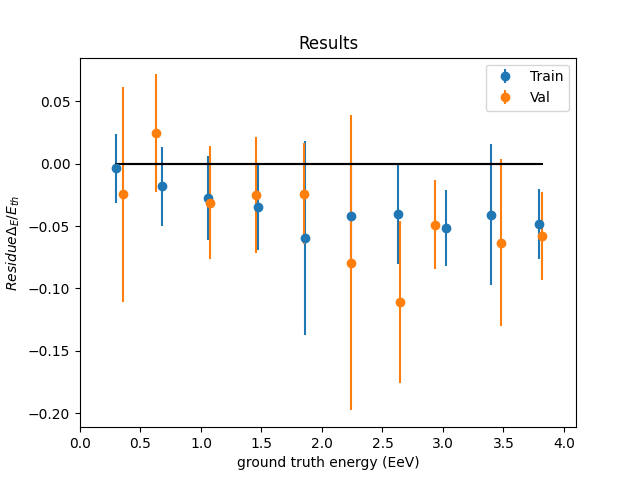 Results
Train
Val
0.05
0.00
−0.05
−0.10
−0.15
−0.20
Residue Δ_E/E_th
0.0 0.5 1.0 1.5 2.0 2.5 3.0 3.5 4.0
ground truth energy (EeV)